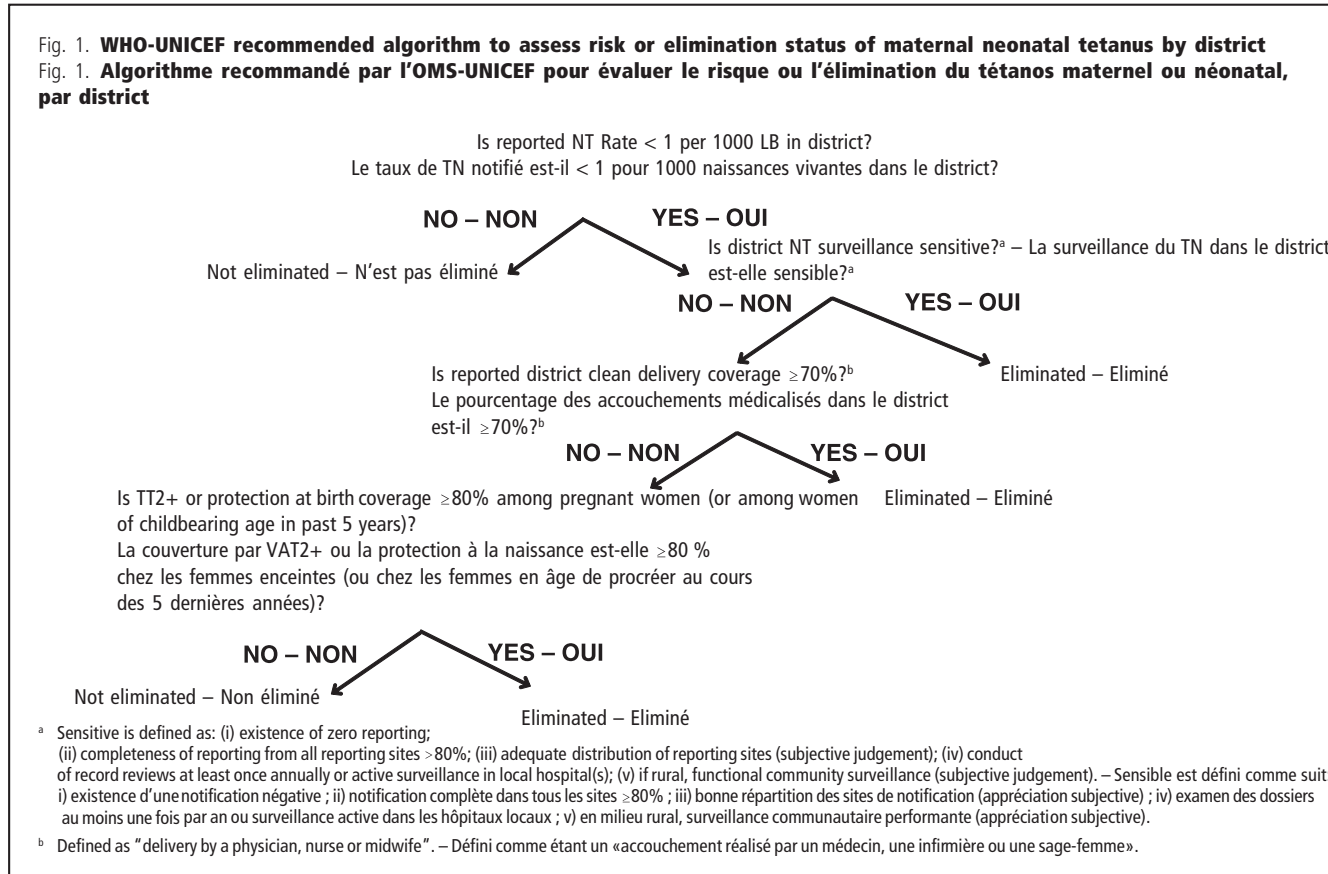 Fig. 1. WHO-UNICEF recommended algorithm to assess risk or elimination status of maternal neonatal tetanus by district
Fig. 1. Algorithme recommandé par l'OMS-UNICEF pour évaluer le risque ou l'élimination du tétanos maternel ou néonatal,
par district
Is reported NT Rate < 1 per 1000 LB in district?
Le taux de TN notifié est-il < 1 pour 1000 naissances vivantes dans le district?
NO – NON
YES – OUI
Not eliminated – N'est pas éliminé
Is district NT surveillance sensitive?ᵃ – La surveillance du TN dans le district
est-elle sensible?ᵃ
NO – NON
YES – OUI
Is reported district clean delivery coverage ≥70%?ᵇ
Le pourcentage des accouchements médicalisés dans le district
est-il ≥70%?ᵇ
Eliminated – Eliminé
NO – NON
YES – OUI
Is TT2+ or protection at birth coverage ≥80% among pregnant women (or among women
of childbearing age in past 5 years)?
La couverture par VAT2+ ou la protection à la naissance est-elle ≥80 %
chez les femmes enceintes (ou chez les femmes en âge de procréer au cours
des 5 dernières années)?
Eliminated – Eliminé
NO – NON
YES – OUI
Not eliminated – Non éliminé
Eliminated – Eliminé
ᵃ Sensitive is defined as: (i) existence of zero reporting;
(ii) completeness of reporting from all reporting sites >80%; (iii) adequate distribution of reporting sites (subjective judgement); (iv) conduct
of record reviews at least once annually or active surveillance in local hospital(s); (v) if rural, functional community surveillance (subjective judgement). – Sensible est défini comme suit
i) existence d'une notification négative ; ii) notification complète dans tous les sites ≥80% ; iii) bonne répartition des sites de notification (appréciation subjective) ; iv) examen des dossiers
au moins une fois par an ou surveillance active dans les hôpitaux locaux ; v) en milieu rural, surveillance communautaire performante (appréciation subjective).
ᵇ Defined as "delivery by a physician, nurse or midwife". – Défini comme étant un «accouchement réalisé par un médecin, une infirmière ou une sage-femme».